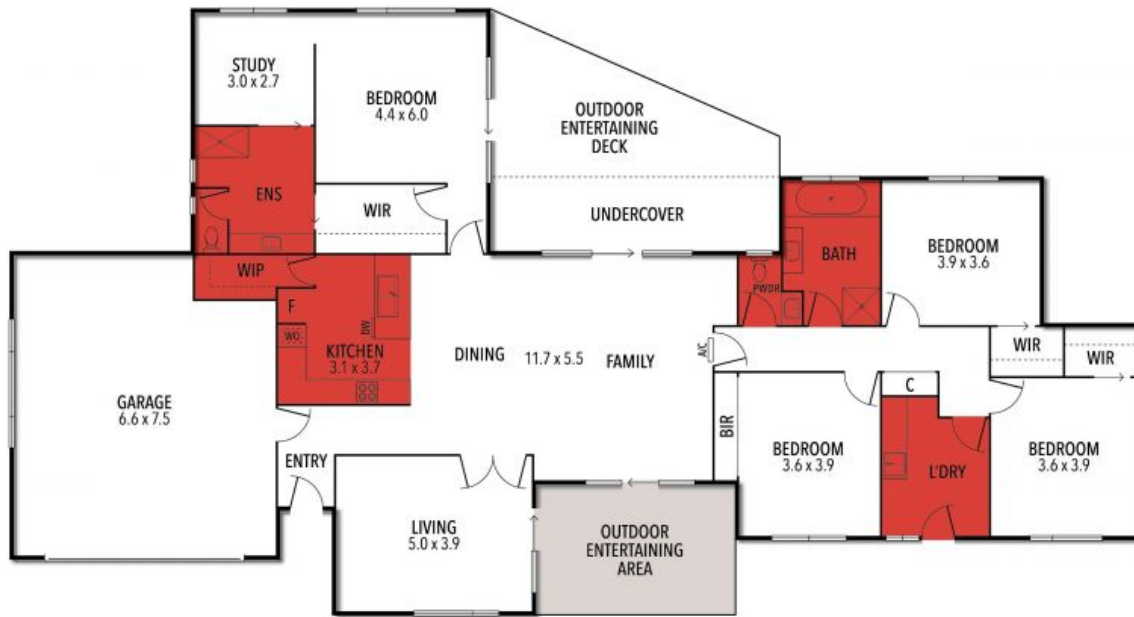 STUDY
3.0 x 2.7
BEDROOM
4.4 x 6.0
OUTDOOR
ENTERTAINING
DECK
ENS
WIR
UNDERCOVER
BATH
BEDROOM
3.9 x 3.6
WIP
PWDR
F
WO
DW
KITCHEN
3.1 x 3.7
DINING
11.7 x 5.5
FAMILY
A/C
WIR
WIR
GARAGE
6.6 x 7.5
C
BIR
BEDROOM
3.6 x 3.9
BEDROOM
3.6 x 3.9
ENTRY
L'DRY
LIVING
5.0 x 3.9
OUTDOOR
ENTERTAINING
AREA